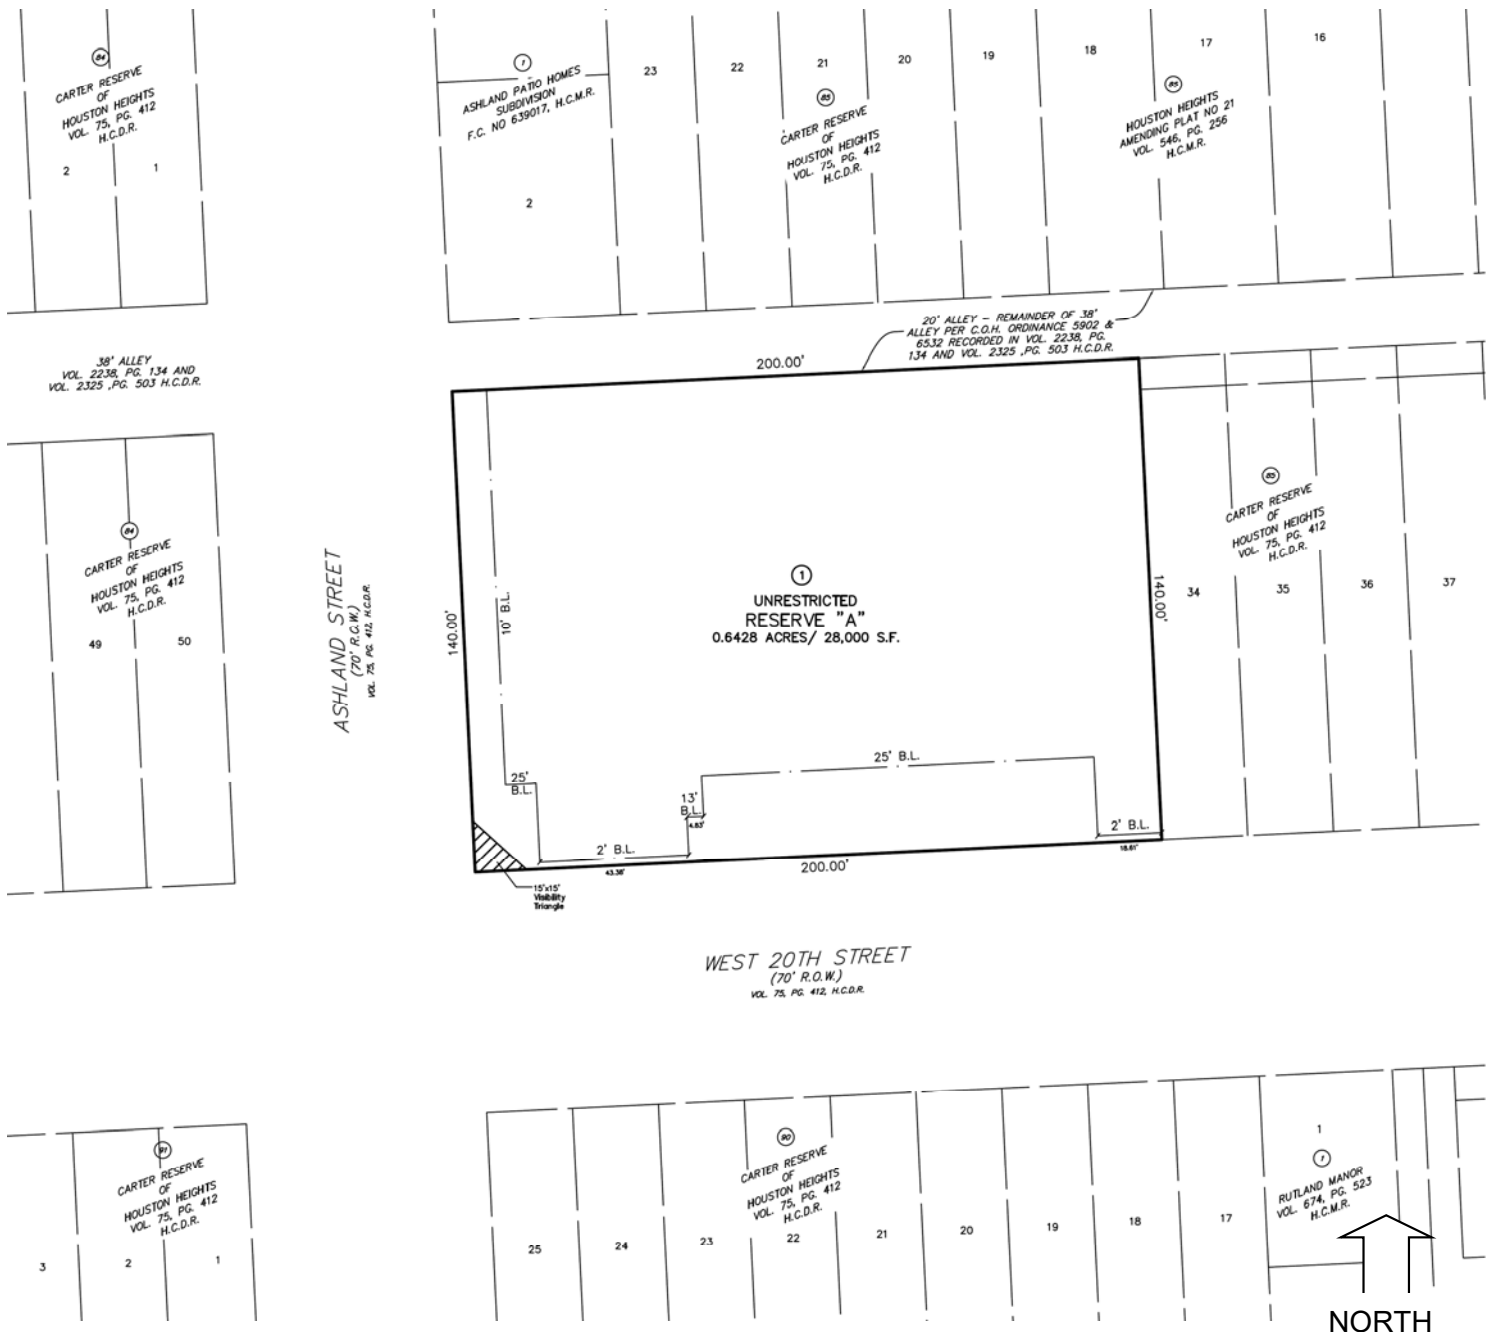 84
CARTER RESERVE
OF
HOUSTON HEIGHTS
VOL. 75, PG. 412
H.C.D.R.
2
1
1
ASHLAND PATIO HOMES
SUBDIVISION
F.C. NO 639017, H.C.M.R.
2
23
22
21
20
19
18
17
16
85
CARTER RESERVE
OF
HOUSTON HEIGHTS
VOL. 75, PG. 412
H.C.D.R.
85
HOUSTON HEIGHTS
AMENDING PLAT NO 21
VOL. 546, PG. 256
H.C.M.R.
38' ALLEY
VOL. 2238, PG. 134 AND
VOL. 2325 ,PG. 503 H.C.D.R.
20' ALLEY – REMAINDER OF 38'
ALLEY PER C.O.H. ORDINANCE 5902 &
6532 RECORDED IN VOL. 2238, PG.
134 AND VOL. 2325 ,PG. 503 H.C.D.R.
200.00'
84
CARTER RESERVE
OF
HOUSTON HEIGHTS
VOL. 75, PG. 412
H.C.D.R.
49
50
ASHLAND STREET
(70' R.O.W.)
VOL. 75, PG. 412, H.C.D.R.
140.00'
10' B.L.
1
UNRESTRICTED
RESERVE "A"
0.6428 ACRES/ 28,000 S.F.
140.00'
85
CARTER RESERVE
OF
HOUSTON HEIGHTS
VOL. 75, PG. 412
H.C.D.R.
34
35
36
37
25'
B.L.
13'
B.L.
4.83'
25' B.L.
2' B.L.
2' B.L.
43.38'
200.00'
18.61'
15'x15'
Visibility
Triangle
WEST 20TH STREET
(70' R.O.W.)
VOL. 75, PG. 412, H.C.D.R.
91
CARTER RESERVE
OF
HOUSTON HEIGHTS
VOL. 75, PG. 412
H.C.D.R.
3
2
1
90
CARTER RESERVE
OF
HOUSTON HEIGHTS
VOL. 75, PG. 412
H.C.D.R.
25
24
23
22
21
20
19
18
17
1
1
RUTLAND MANOR
VOL. 674, PG. 523
H.C.M.R.
NORTH